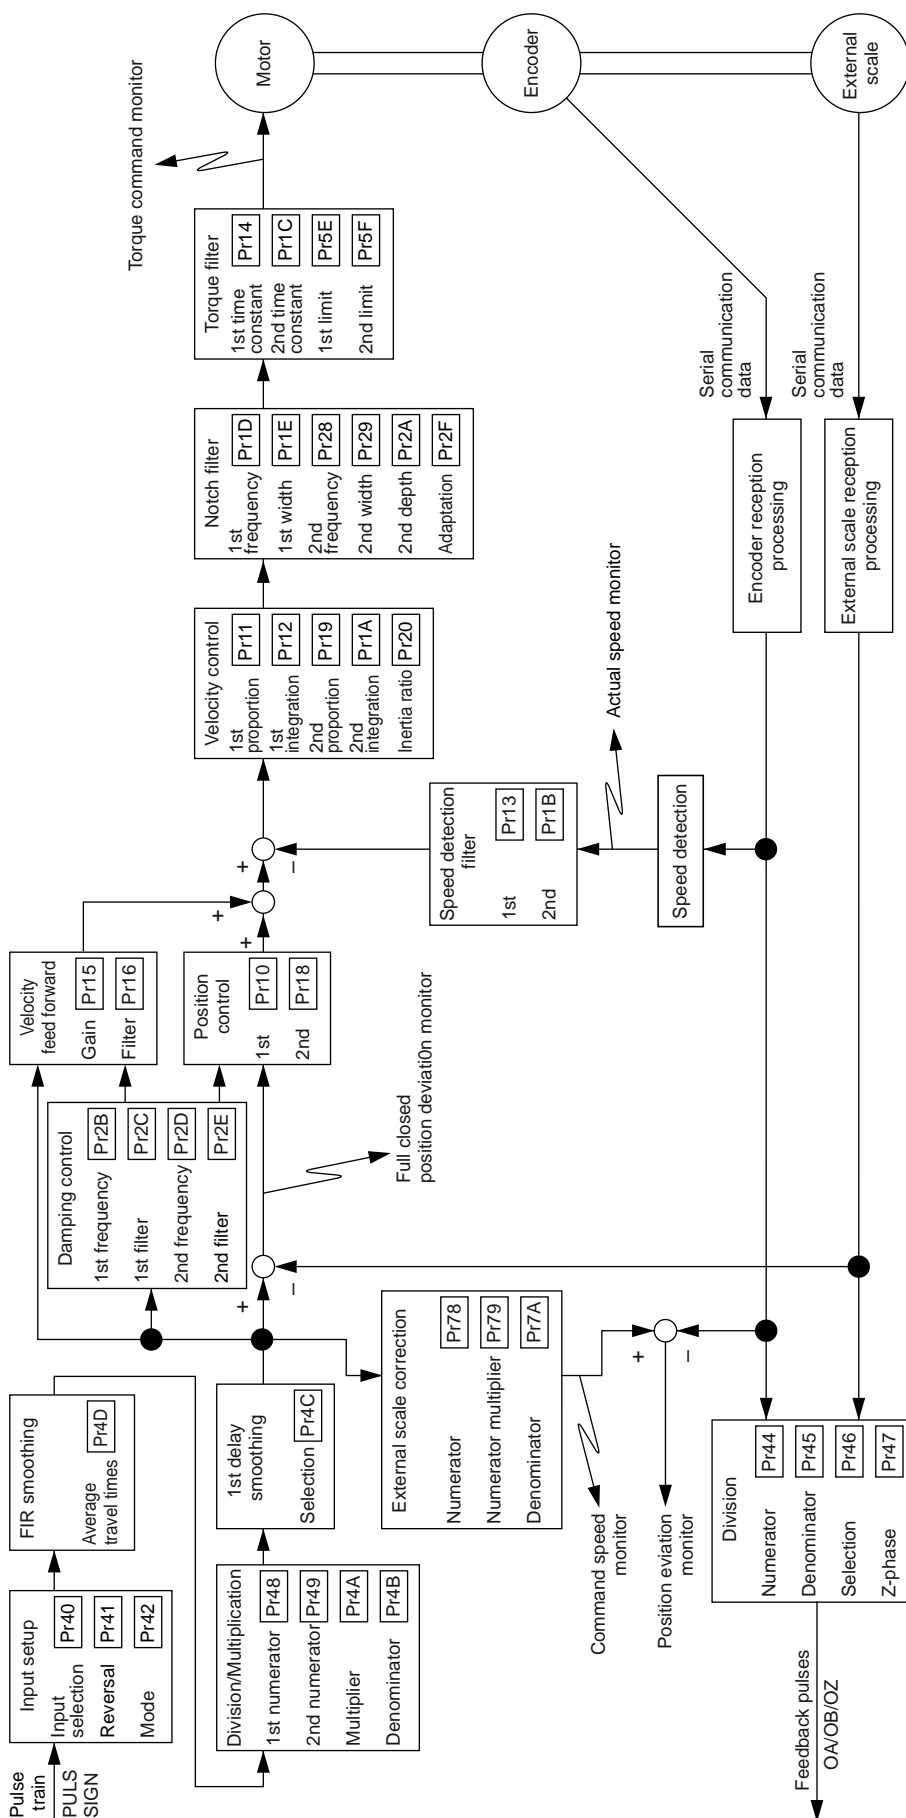 Pulse
train
PULS
SIGN
Input setup
Input
selection
Pr40
Reversal
Pr41
Mode
Pr42
FIR smoothing
Average
travel times
Pr4D
Division/Multiplication
1st numerator
Pr48
2nd numerator
Pr49
Multiplier
Pr4A
Denominator
Pr4B
1st delay
smoothing
Selection
Pr4C
Damping control
1st frequency
Pr2B
1st filter
Pr2C
2nd frequency
Pr2D
2nd filter
Pr2E
Velocity
feed forward
Gain
Pr15
Filter
Pr16
+
–
Position
control
1st
Pr10
2nd
Pr18
+
+
+
–
Full closed
position deviati0n monitor
Velocity control
1st
proportion
Pr11
1st
integration
Pr12
2nd
proportion
Pr19
2nd
integration
Pr1A
Inertia ratio
Pr20
Notch filter
1st
frequency
Pr1D
1st width
Pr1E
2nd
frequency
Pr28
2nd width
Pr29
2nd depth
Pr2A
Adaptation
Pr2F
Torque filter
1st time
constant
Pr14
2nd time
constant
Pr1C
1st limit
Pr5E
2nd limit
Pr5F
Torque command monitor
Motor
Encoder
External
scale
External scale correction
Numerator
Pr78
Numerator multiplier
Pr79
Denominator
Pr7A
+
–
Command speed
monitor
Position eviation
monitor
Speed detection
filter
1st
Pr13
2nd
Pr1B
Actual speed monitor
Speed detection
Serial
communication
data
Encoder reception
processing
Serial
communication
data
External scale reception
processing
Division
Numerator
Pr44
Denominator
Pr45
Selection
Pr46
Z-phase
Pr47
Feedback pulses
OA/OB/OZ